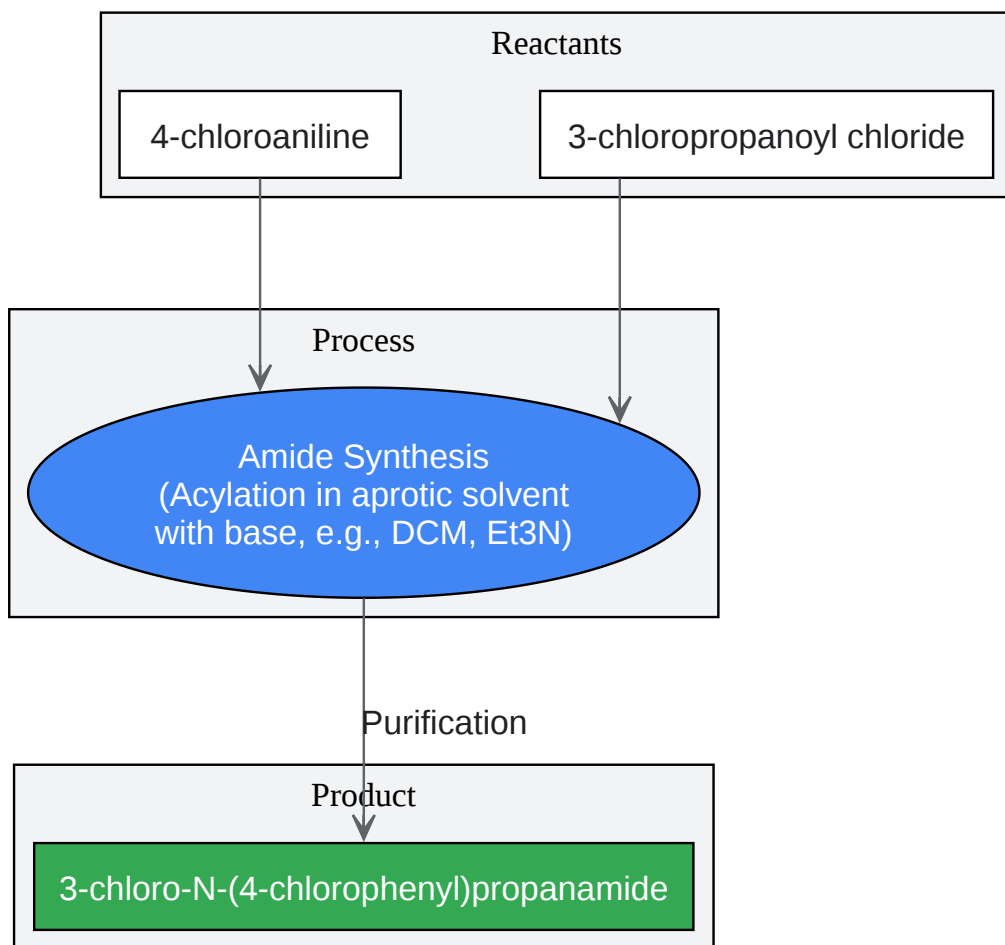 Reactants
4-chloroaniline
3-chloropropanoyl chloride
Process
Amide Synthesis
(Acylation in aprotic solvent
with base, e.g., DCM, Et3N)
Purification
Product
3-chloro-N-(4-chlorophenyl)propanamide